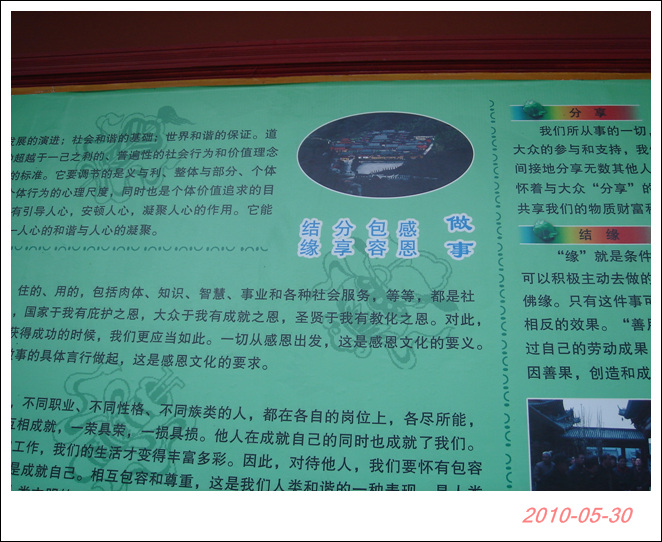 发展的演进；社会和谐的基础；世界和谐的保证。道
超越于一己之利的、普遍性的社会行为和价值理念
的标准。它要调节的是义与利、整体与部分、个体
个体行为的心理尺度，同时也是个体价值追求的目
有引导人心，安顿人心，凝聚人心的作用。它能
一人心的和谐与人心的凝聚。
做事
感恩
包容
分享
结缘
住的、用的，包括肉体、知识、智慧、事业和各种社会服务，等等，都是社
，国家于我有庇护之恩，大众于我有成就之恩，圣贤于我有教化之恩。对此，
获得成功的时候，我们更应当如此。一切从感恩出发，这是感恩文化的要义。
做事的具体言行做起，这是感恩文化的要求。
，不同职业、不同性格、不同族类的人，都在各自的岗位上，各尽所能，
互相成就，一荣具荣，一损具损。他人在成就自己的同时也成就了我们。
工作，我们的生活才变得丰富多彩。因此，对待他人，我们要怀有包容
是成就自己。相互包容和尊重，这是我们人类和谐的一种表现，是人类
分享
我们所从事的一切，
大众的参与和支持，我
间接地分享无数其他人
怀着与大众“分享”的
共享我们的物质财富和
结缘
“缘”就是条件
可以积极主动去做的
佛缘。只有这件事可
相反的效果。“善用
过自己的劳动成果
因善果，创造和成
2010-05-30